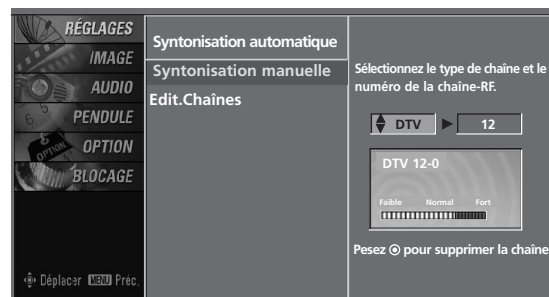 RÉGLAGES
IMAGE
AUDIO
PENDULE
OPTION
OPTION
BLOCAGE
Déplacer MENU Préc.
Syntonisation automatique
Syntonisation manuelle
Edit.Chaînes
Sélectionnez le type de chaîne et le
numéro de la chaîne-RF.
DTV 12
DTV 12-0
Faible Normal Fort
Pesez pour supprimer la chaîne